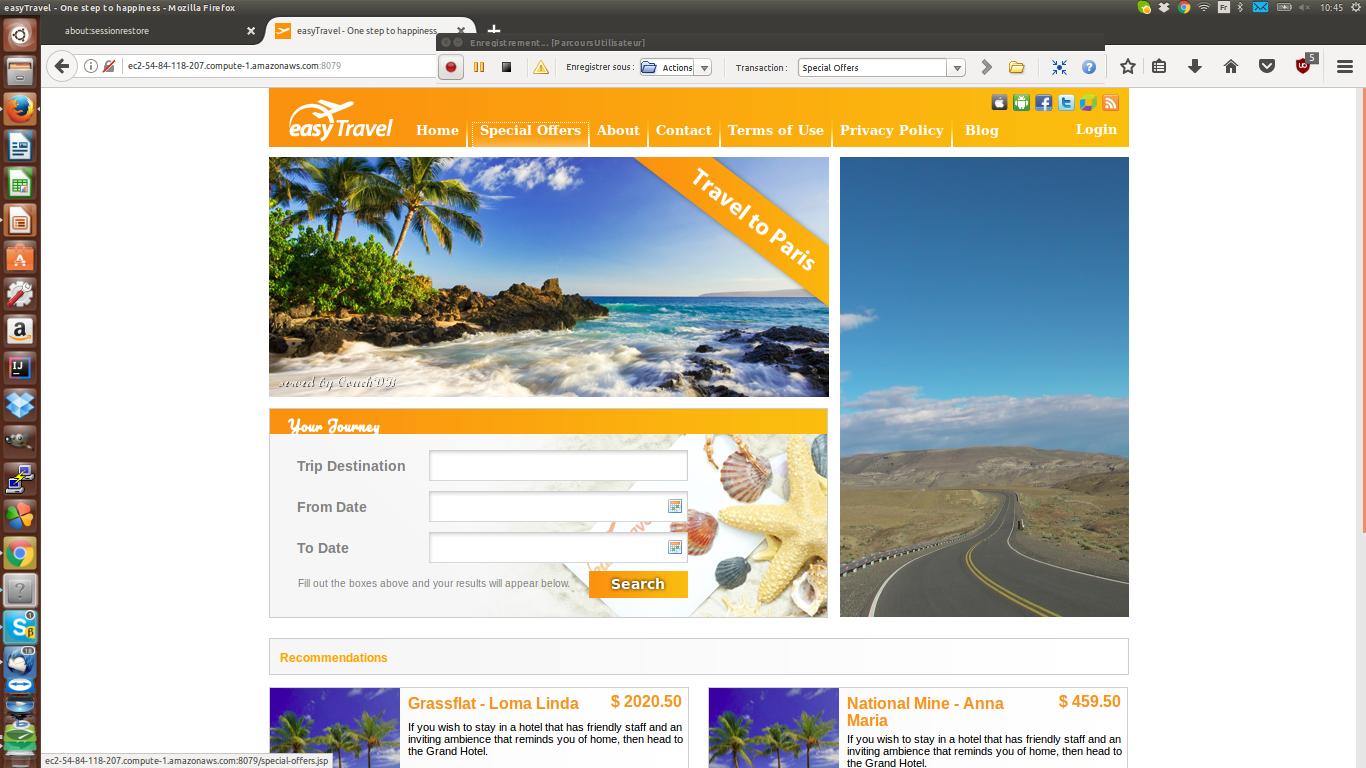 easyTravel - One step to happiness - Mozilla Firefox
Fr
10:45
about:sessionrestore
easyTravel - One step to happiness
Enregistrement... [ParcoursUtilisateur]
ec2-54-84-118-207.compute-1.amazonaws.com:8079
Enregistrer sous :
Actions
Transaction :
Special Offers
5
easyTravel
Home
Special Offers
About
Contact
Terms of Use
Privacy Policy
Blog
Login
Travel to Paris
served by CouchDB
Your Journey
Trip Destination
From Date
To Date
Fill out the boxes above and your results will appear below.
Search
Recommendations
Grassflat - Loma Linda
$ 2020.50
If you wish to stay in a hotel that has friendly staff and an
inviting ambience that reminds you of home, then head to
the Grand Hotel.
National Mine - Anna
Maria
$ 459.50
If you wish to stay in a hotel that has friendly staff and an
inviting ambience that reminds you of home, then head to
the Grand Hotel.
ec2-54-84-118-207.compute-1.amazonaws.com:8079/special-offers.jsp